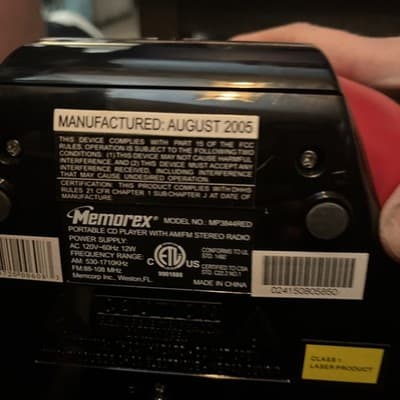 MANUFACTURED: AUGUST 2005
THIS DEVICE COMPLIES WITH PART 15 OF THE FCC
RULES. OPERATION IS SUBJECT TO THE FOLLOWING TWO
CONDITIONS: (1) THIS DEVICE MAY NOT CAUSE HARMFUL
INTERFERENCE, AND (2) THIS DEVICE MUST ACCEPT ANY
INTERFERENCE RECEIVED, INCLUDING INTERFERENCE
THAT MAY CAUSE UNDESIRED OPERATION.
CERTIFICATION: THIS PRODUCT COMPLIES WITH DHHS
RULES 21 CFR CHAPTER 1 SUBCHAPTER J AT DATE OF
MANUFACTURE.
Memorex MODEL NO.: MP3844RED
PORTABLE CD PLAYER WITH AM/FM STEREO RADIO
POWER SUPPLY:
AC 120V~60Hz 12W
FREQUENCY RANGE:
AM: 530-1710KHz
FM:88-108 MHz
Memcorp Inc., Weston,FL.
C ETL US
9901688
CONFORMS TO UL
STD. 1492
CERTIFIED TO CSA
STD. C22.2 NO.1
MADE IN CHINA
024150805850
CLASS 1
LASER PRODUCT